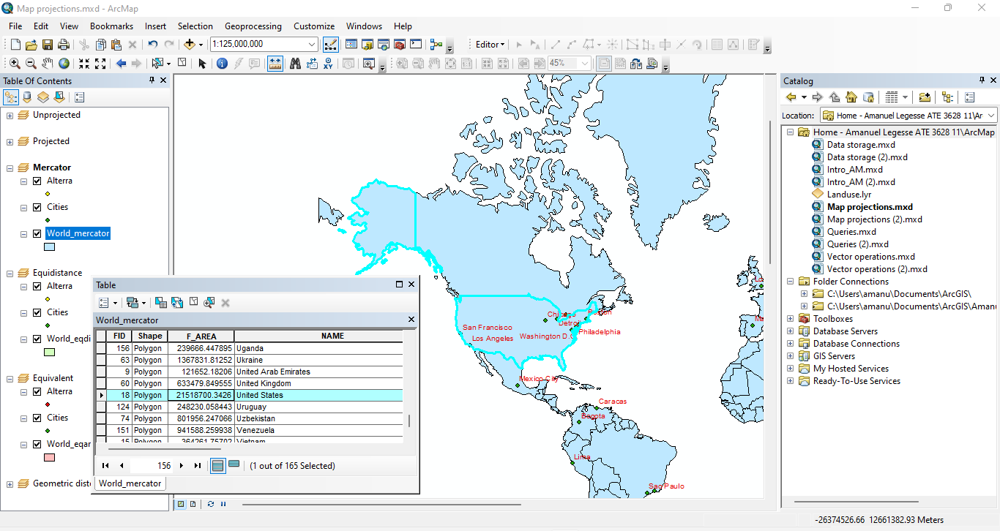 Map projections.mxd - ArcMap
File Edit View Bookmarks Insert Selection Geoprocessing Customize Windows Help
1:125,000,000
Editor
45%
Table Of Contents
Unprojected
Projected
Mercator
Alterra
Cities
World_mercator
Equidistance
Alterra
Cities
World_eqdi
Equivalent
Alterra
Cities
World_eqar
Geometric dist
Table
World_mercator
FID Shape F_AREA NAME
156 Polygon 239666.447895 Uganda
63 Polygon 1367831.81252 Ukraine
9 Polygon 121652.18206 United Arab Emirates
60 Polygon 633479.849555 United Kingdom
18 Polygon 21518700.3426 United States
124 Polygon 248230.058443 Uruguay
74 Polygon 801956.247066 Uzbekistan
151 Polygon 941588.259938 Venezuela
15 Polygon 364261.75702 Vietnam
156
(1 out of 165 Selected)
World_mercator
Chicago
Boston
Detroit
San Francisco
Philadelphia
Los Angeles
Washington D.C
Mexico City
Caracas
Bogota
Lima
Sao Paulo
Lo
Ma
Catalog
Location: Home - Amanuel Legesse ATE 3628 11\Ar
Home - Amanuel Legesse ATE 3628 11\ArcMap
Data storage.mxd
Data storage (2).mxd
Intro_AM.mxd
Intro_AM (2).mxd
Landuse.lyr
Map projections.mxd
Map projections (2).mxd
Queries.mxd
Queries (2).mxd
Vector operations.mxd
Vector operations (2).mxd
Folder Connections
C:\Users\amanu\Documents\ArcGIS\
C:\Users\amanu\Documents\ArcGIS\Amanu
Toolboxes
Database Servers
Database Connections
GIS Servers
My Hosted Services
Ready-To-Use Services
-26374526.66 12661382.93 Meters